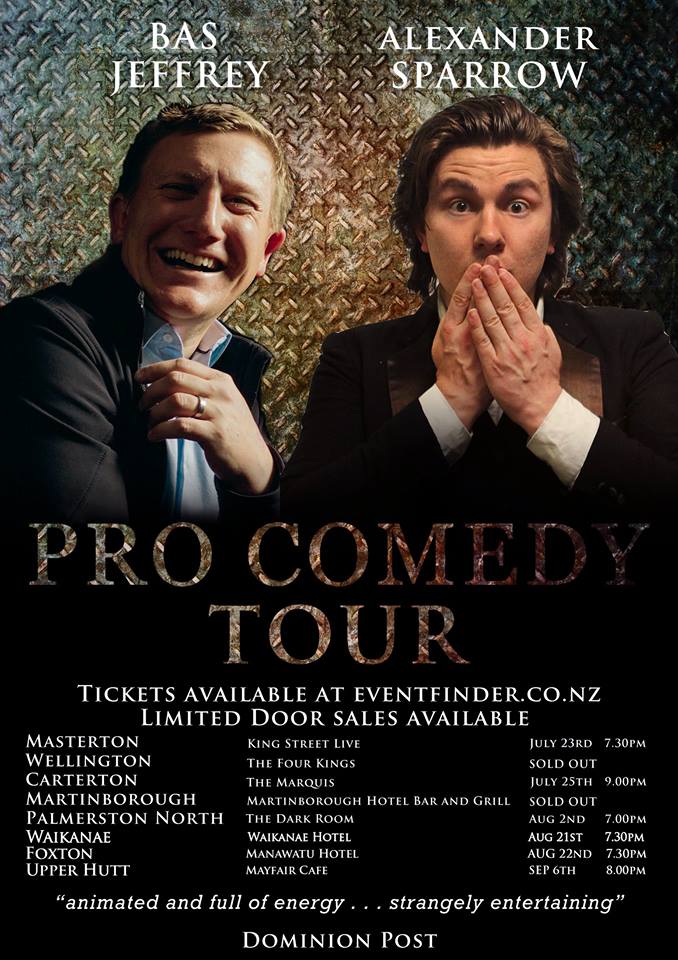 BAS
JEFFREY
ALEXANDER
SPARROW
PRO COMEDY
TOUR
TICKETS AVAILABLE AT EVENTFINDER.CO.NZ
LIMITED DOOR SALES AVAILABLE
MASTERTON KING STREET LIVE JULY 23RD 7.30PM
WELLINGTON THE FOUR KINGS SOLD OUT
CARTERTON THE MARQUIS JULY 25TH 9.00PM
MARTINBOROUGH MARTINBOROUGH HOTEL BAR AND GRILL SOLD OUT
PALMERSTON NORTH THE DARK ROOM AUG 2ND 7.00PM
WAIKANAE WAIKANAE HOTEL AUG 21ST 7.30PM
FOXTON MANAWATU HOTEL AUG 22ND 7.30PM
UPPER HUTT MAYFAIR CAFE SEP 6TH 8.00PM
"animated and full of energy . . . strangely entertaining"
DOMINION POST